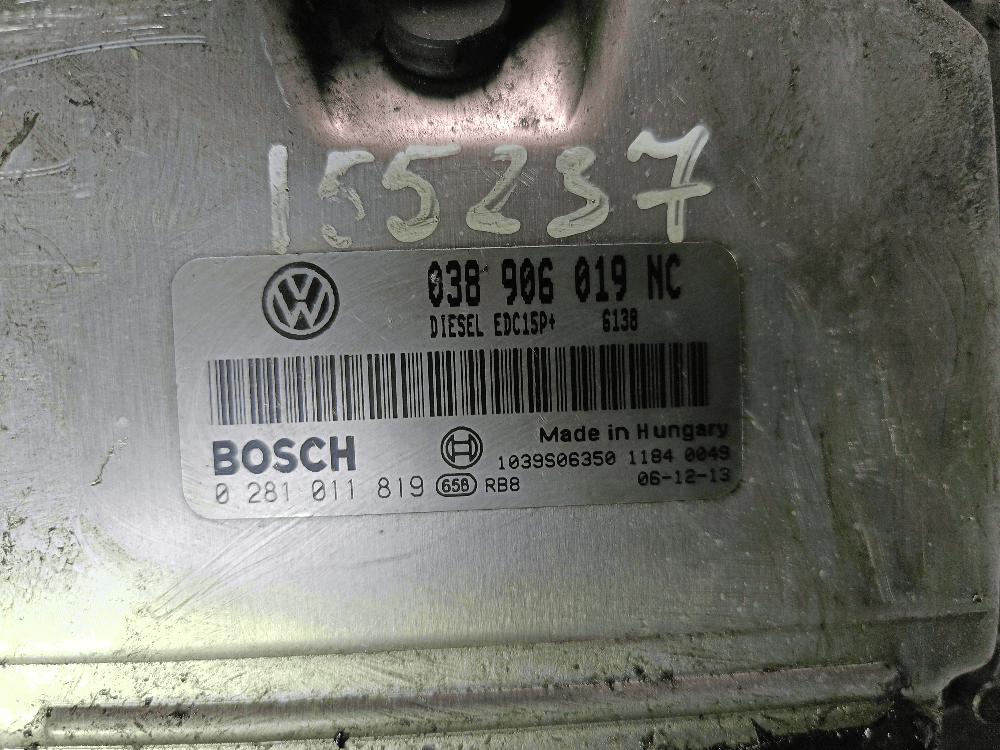 155237
038 906 019 NC
DIESEL EDC15P+ 6138
BOSCH
Made in Hungary
1039S06350 1184 0049
0 281 011 819 658 RB8
06-12-13